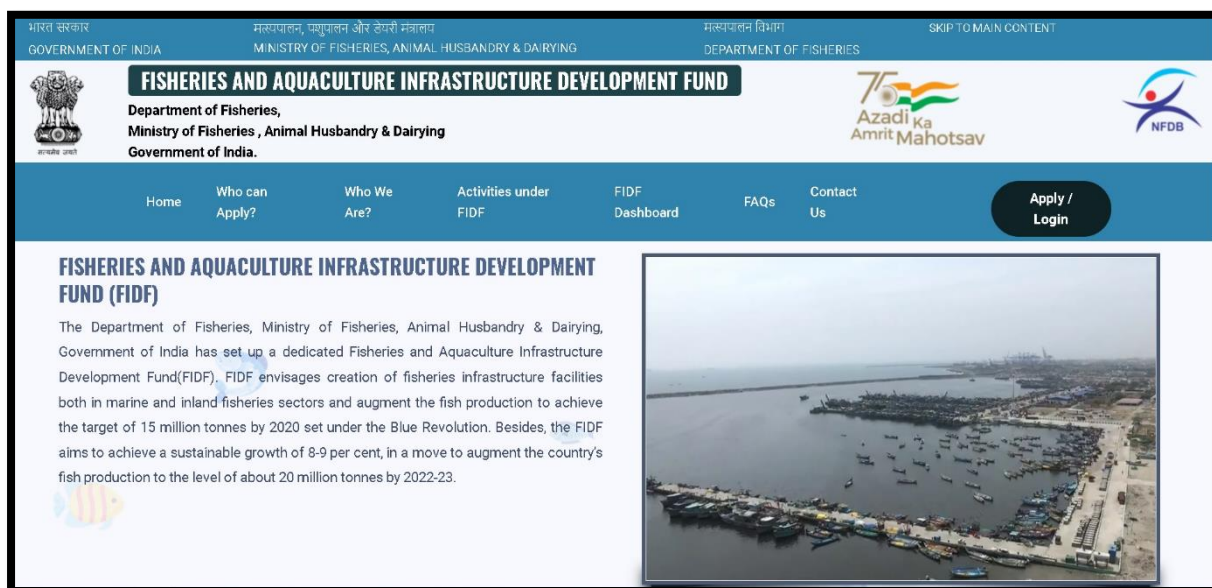 भारत सरकार
GOVERNMENT OF INDIA
मत्स्यपालन, पशुपालन और डेयरी मंत्रालय
MINISTRY OF FISHERIES, ANIMAL HUSBANDRY & DAIRYING
मत्स्यपालन विभाग
DEPARTMENT OF FISHERIES
SKIP TO MAIN CONTENT
FISHERIES AND AQUACULTURE INFRASTRUCTURE DEVELOPMENT FUND
Department of Fisheries,
Ministry of Fisheries , Animal Husbandry & Dairying
Government of India.
सत्यमेव जयते
75
Azadi Ka
Amrit Mahotsav
NFDB
Home
Who can
Apply?
Who We
Are?
Activities under
FIDF
FIDF
Dashboard
FAQs
Contact
Us
Apply /
Login
FISHERIES AND AQUACULTURE INFRASTRUCTURE DEVELOPMENT
FUND (FIDF)
The Department of Fisheries, Ministry of Fisheries, Animal Husbandry & Dairying,
Government of India has set up a dedicated Fisheries and Aquaculture Infrastructure
Development Fund(FIDF). FIDF envisages creation of fisheries infrastructure facilities
both in marine and inland fisheries sectors and augment the fish production to achieve
the target of 15 million tonnes by 2020 set under the Blue Revolution. Besides, the FIDF
aims to achieve a sustainable growth of 8-9 per cent, in a move to augment the country's
fish production to the level of about 20 million tonnes by 2022-23.